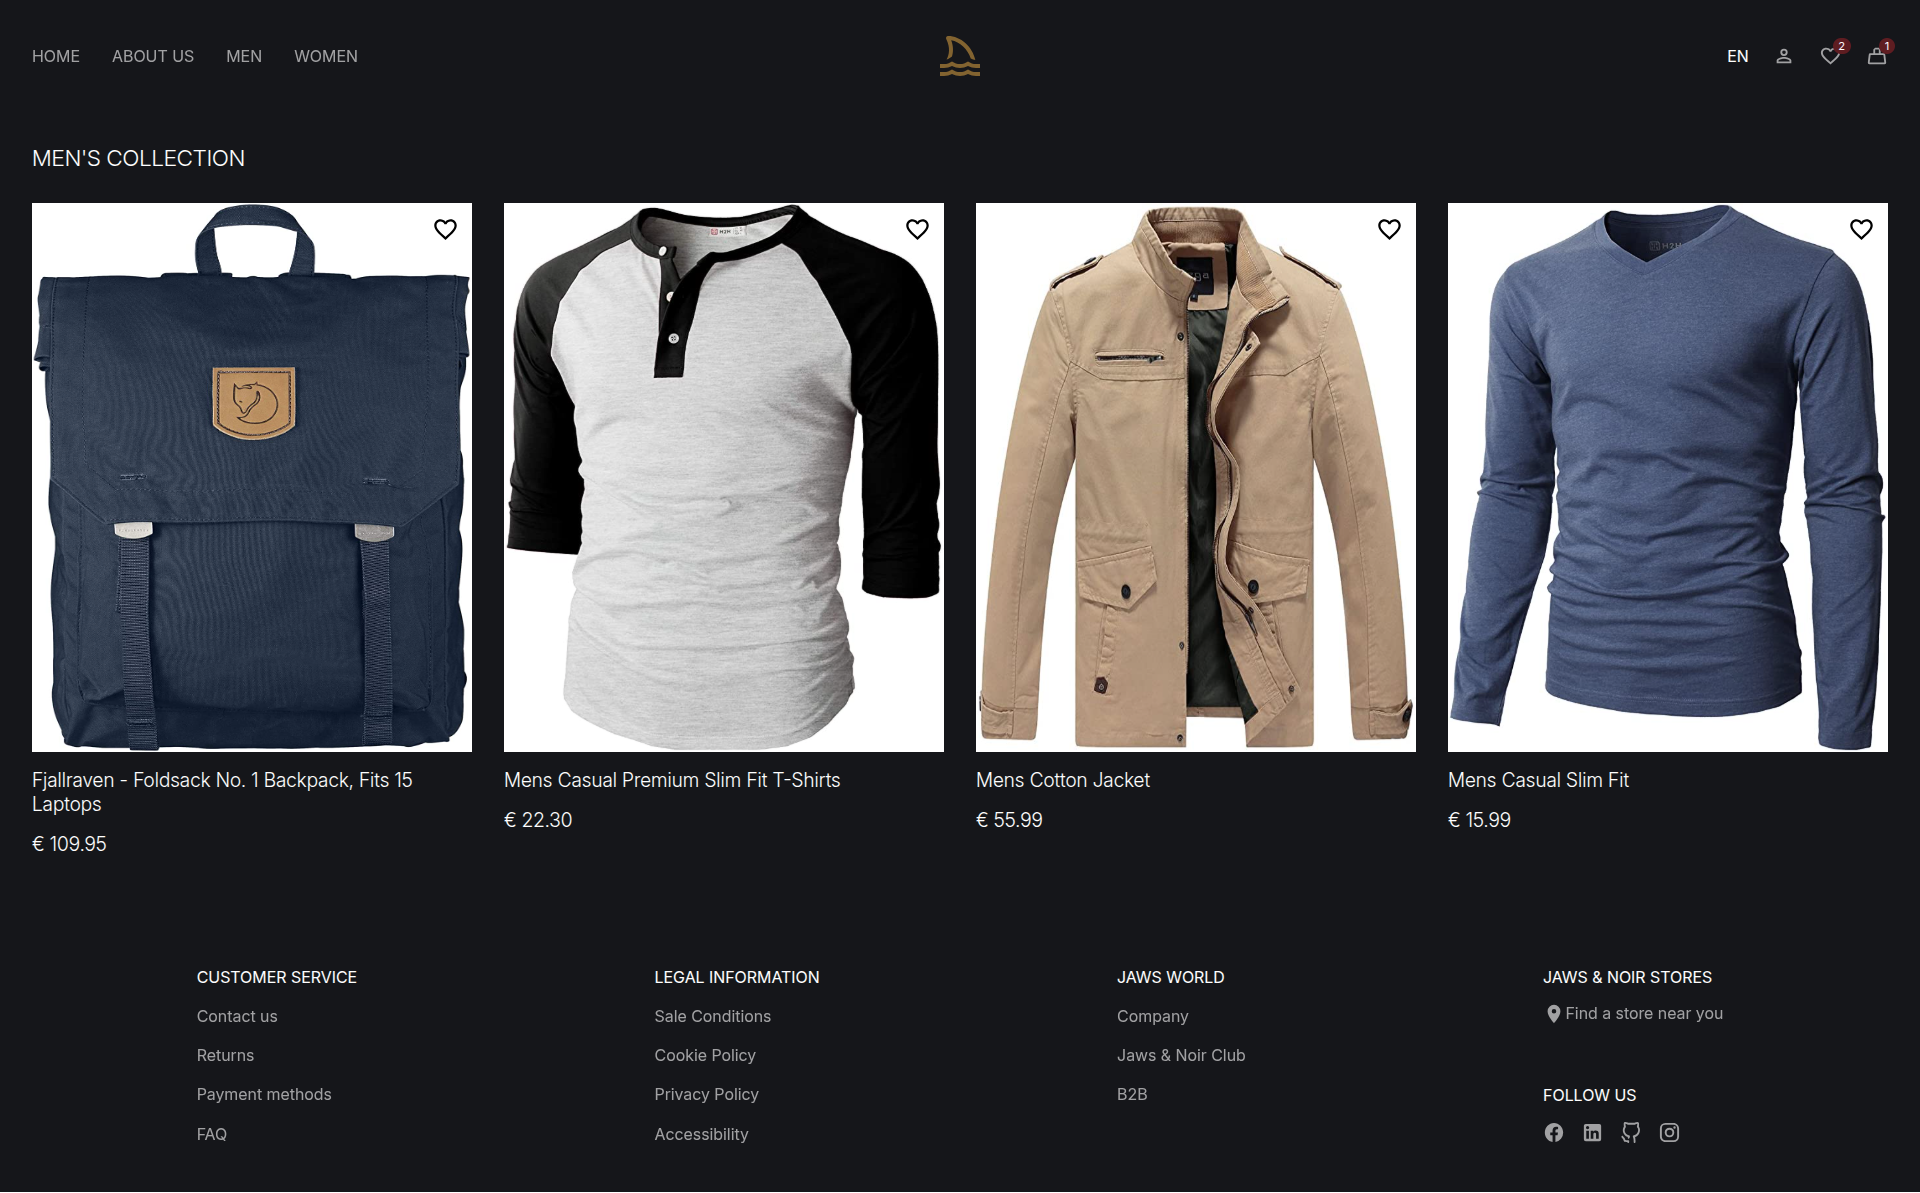 HOME
ABOUT US
MEN
WOMEN
EN
2
1
MEN'S COLLECTION
H2H
H2H
Fjallraven - Foldsack No. 1 Backpack, Fits 15
Laptops
€ 109.95
Mens Casual Premium Slim Fit T-Shirts
€ 22.30
Mens Cotton Jacket
€ 55.99
Mens Casual Slim Fit
€ 15.99
CUSTOMER SERVICE
Contact us
Returns
Payment methods
FAQ
LEGAL INFORMATION
Sale Conditions
Cookie Policy
Privacy Policy
Accessibility
JAWS WORLD
Company
Jaws & Noir Club
B2B
JAWS & NOIR STORES
Find a store near you
FOLLOW US